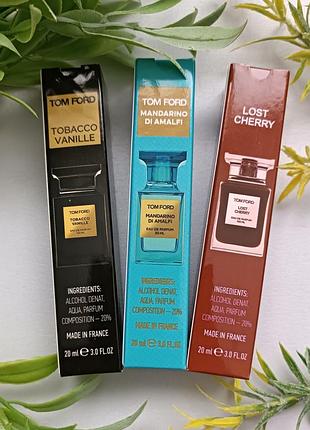 TOM FORD
TOBACCO
VANILLE
TOM FORD
TOBACCO VANILLE
INGREDIENTS:
ALCOHOL DENAT,
AQUA, PARFUM
COMPOSITION – 20%
MADE IN FRANCE
20 ml e 3.0 FL.OZ
TOM FORD
MANDARINO
DI AMALFI
TOM FORD
MANDARINO
DI AMALFI
EAU DE PARFUM
INGREDIENTS:
ALCOHOL DENAT,
AQUA, PARFUM
COMPOSITION – 20%
MADE IN FRANCE
20 ml e 3.0 FL.OZ
LOST
CHERRY
TOM FORD
LOST
CHERRY
INGREDIENTS:
ALCOHOL DENAT,
AQUA, PARFUM
COMPOSITION – 20%
MADE IN FRANCE
20 ml e 3.0 FL.OZ